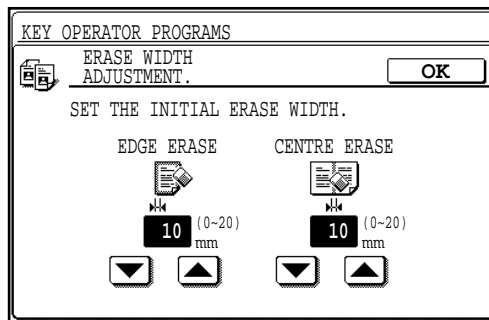 KEY OPERATOR PROGRAMS
ERASE WIDTH
ADJUSTMENT.
OK
SET THE INITIAL ERASE WIDTH.
EDGE ERASE CENTRE ERASE
10 (0~20) mm 10 (0~20) mm